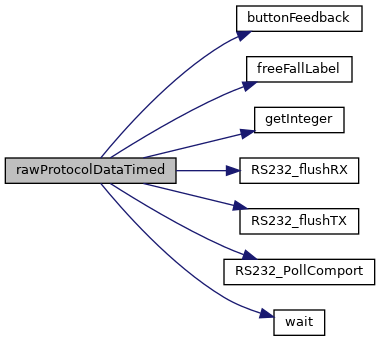 buttonFeedback
freeFallLabel
getInteger
rawProtocolDataTimed
RS232_flushRX
RS232_flushTX
RS232_PollComport
wait